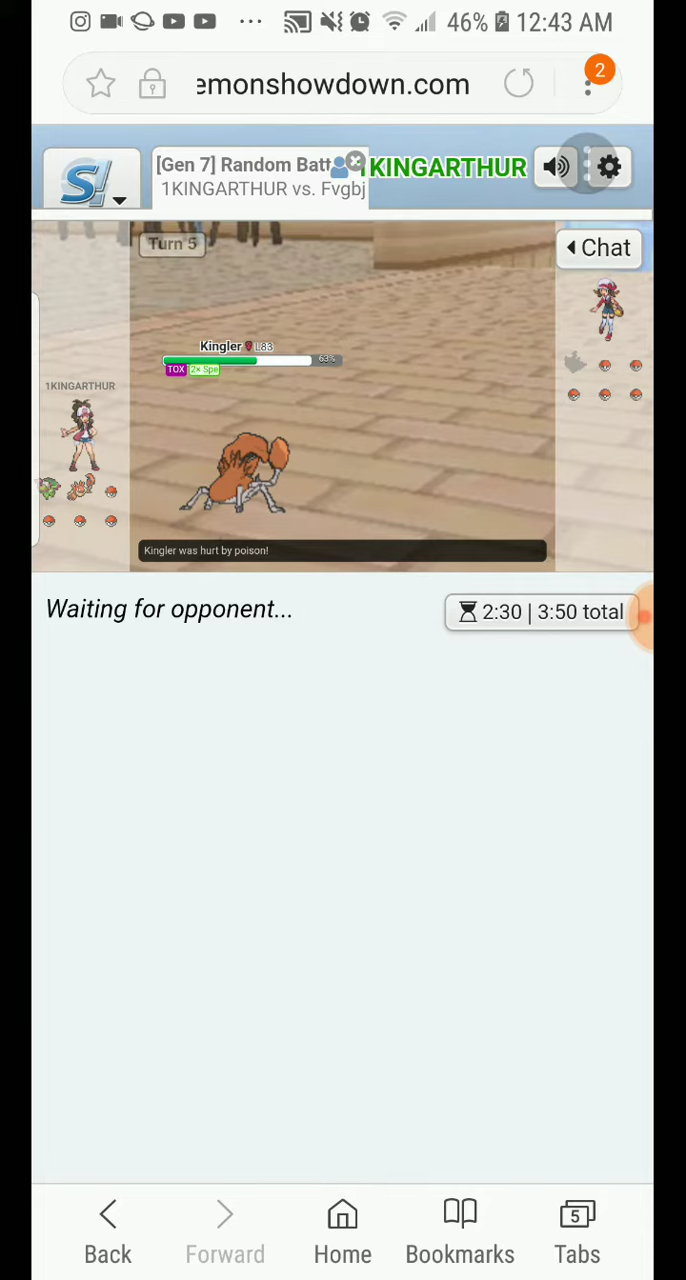 46% 12:43 AM
emonshowdown.com
2
[Gen 7] Random Batt
1KINGARTHUR vs. Fvgbj
KINGARTHUR
Turn 5
Chat
Kingler L83
63%
TOX 2× Spe
1KINGARTHUR
Kingler was hurt by poison!
Waiting for opponent...
2:30 | 3:50 total
5
Back Forward Home Bookmarks Tabs